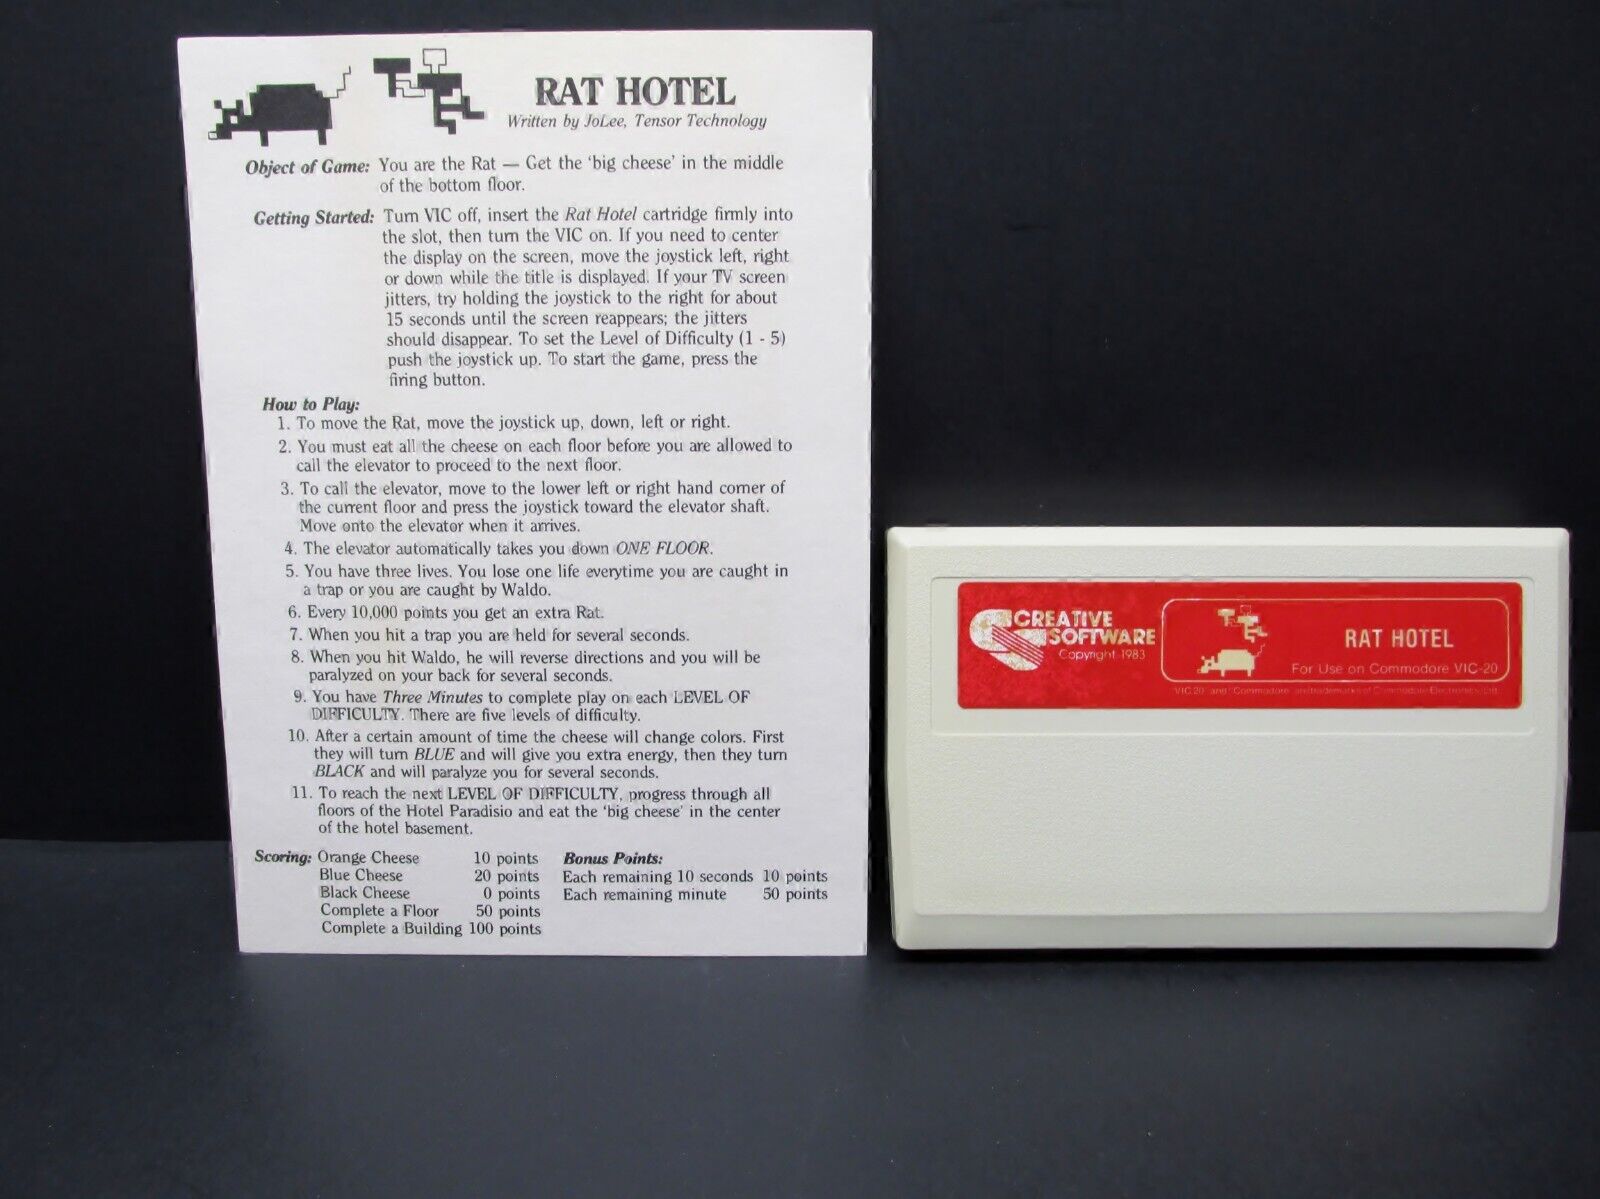 RAT HOTEL
Written by JoLee, Tensor Technology
Object of Game: You are the Rat — Get the 'big cheese' in the middle
of the bottom floor.
Getting Started: Turn VIC off, insert the Rat Hotel cartridge firmly into
the slot, then turn the VIC on. If you need to center
the display on the screen, move the joystick left, right
or down while the title is displayed. If your TV screen
jitters, try holding the joystick to the right for about
15 seconds until the screen reappears; the jitters
should disappear. To set the Level of Difficulty (1 - 5)
push the joystick up. To start the game, press the
firing button.
How to Play:
1. To move the Rat, move the joystick up, down, left or right.
2. You must eat all the cheese on each floor before you are allowed to
call the elevator to proceed to the next floor.
3. To call the elevator, move to the lower left or right hand corner of
the current floor and press the joystick toward the elevator shaft.
Move onto the elevator when it arrives.
4. The elevator automatically takes you down ONE FLOOR.
5. You have three lives. You lose one life everytime you are caught in
a trap or you are caught by Waldo.
6. Every 10,000 points you get an extra Rat.
7. When you hit a trap you are held for several seconds.
8. When you hit Waldo, he will reverse directions and you will be
paralyzed on your back for several seconds.
9. You have Three Minutes to complete play on each LEVEL OF
DIFFICULTY. There are five levels of difficulty.
10. After a certain amount of time the cheese will change colors. First
they will turn BLUE and will give you extra energy, then they turn
BLACK and will paralyze you for several seconds.
11. To reach the next LEVEL OF DIFFICULTY, progress through all
floors of the Hotel Paradisio and eat the 'big cheese' in the center
of the hotel basement.
Scoring: Orange Cheese 10 points Bonus Points:
Blue Cheese 20 points Each remaining 10 seconds 10 points
Black Cheese 0 points Each remaining minute 50 points
Complete a Floor 50 points
Complete a Building 100 points
CREATIVE
SOFTWARE
Copyright 1983
RAT HOTEL
For Use on Commodore VIC-20
VIC 20 and "Commodore" are trademarks of Commodore Electronics Ltd.